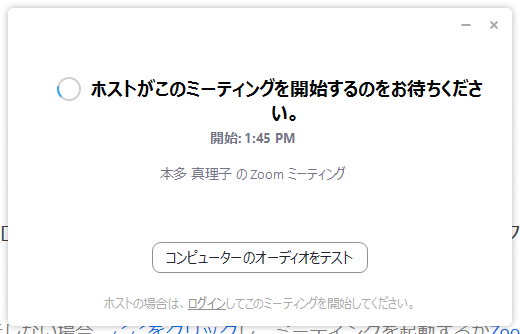 ホストがこのミーティングを開始するのをお待ちくださ
い。
開始: 1:45 PM
本多 真理子 の Zoom ミーティング
コンピューターのオーディオをテスト
ホストの場合は、ログインしてこのミーティングを開始してください。